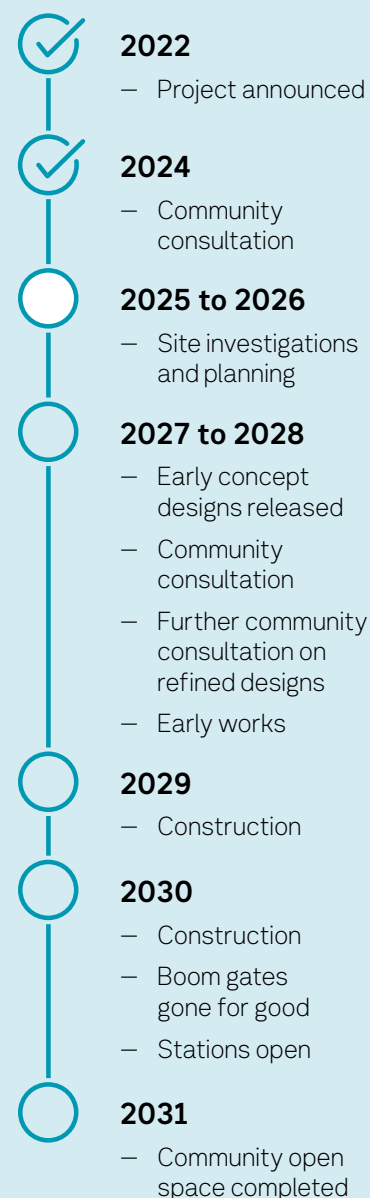 2022
— Project announced
2024
— Community
consultation
2025 to 2026
— Site investigations
and planning
2027 to 2028
— Early concept
designs released
— Community
consultation
— Further community
consultation on
refined designs
— Early works
2029
— Construction
2030
— Construction
— Boom gates
gone for good
— Stations open
2031
— Community open
space completed